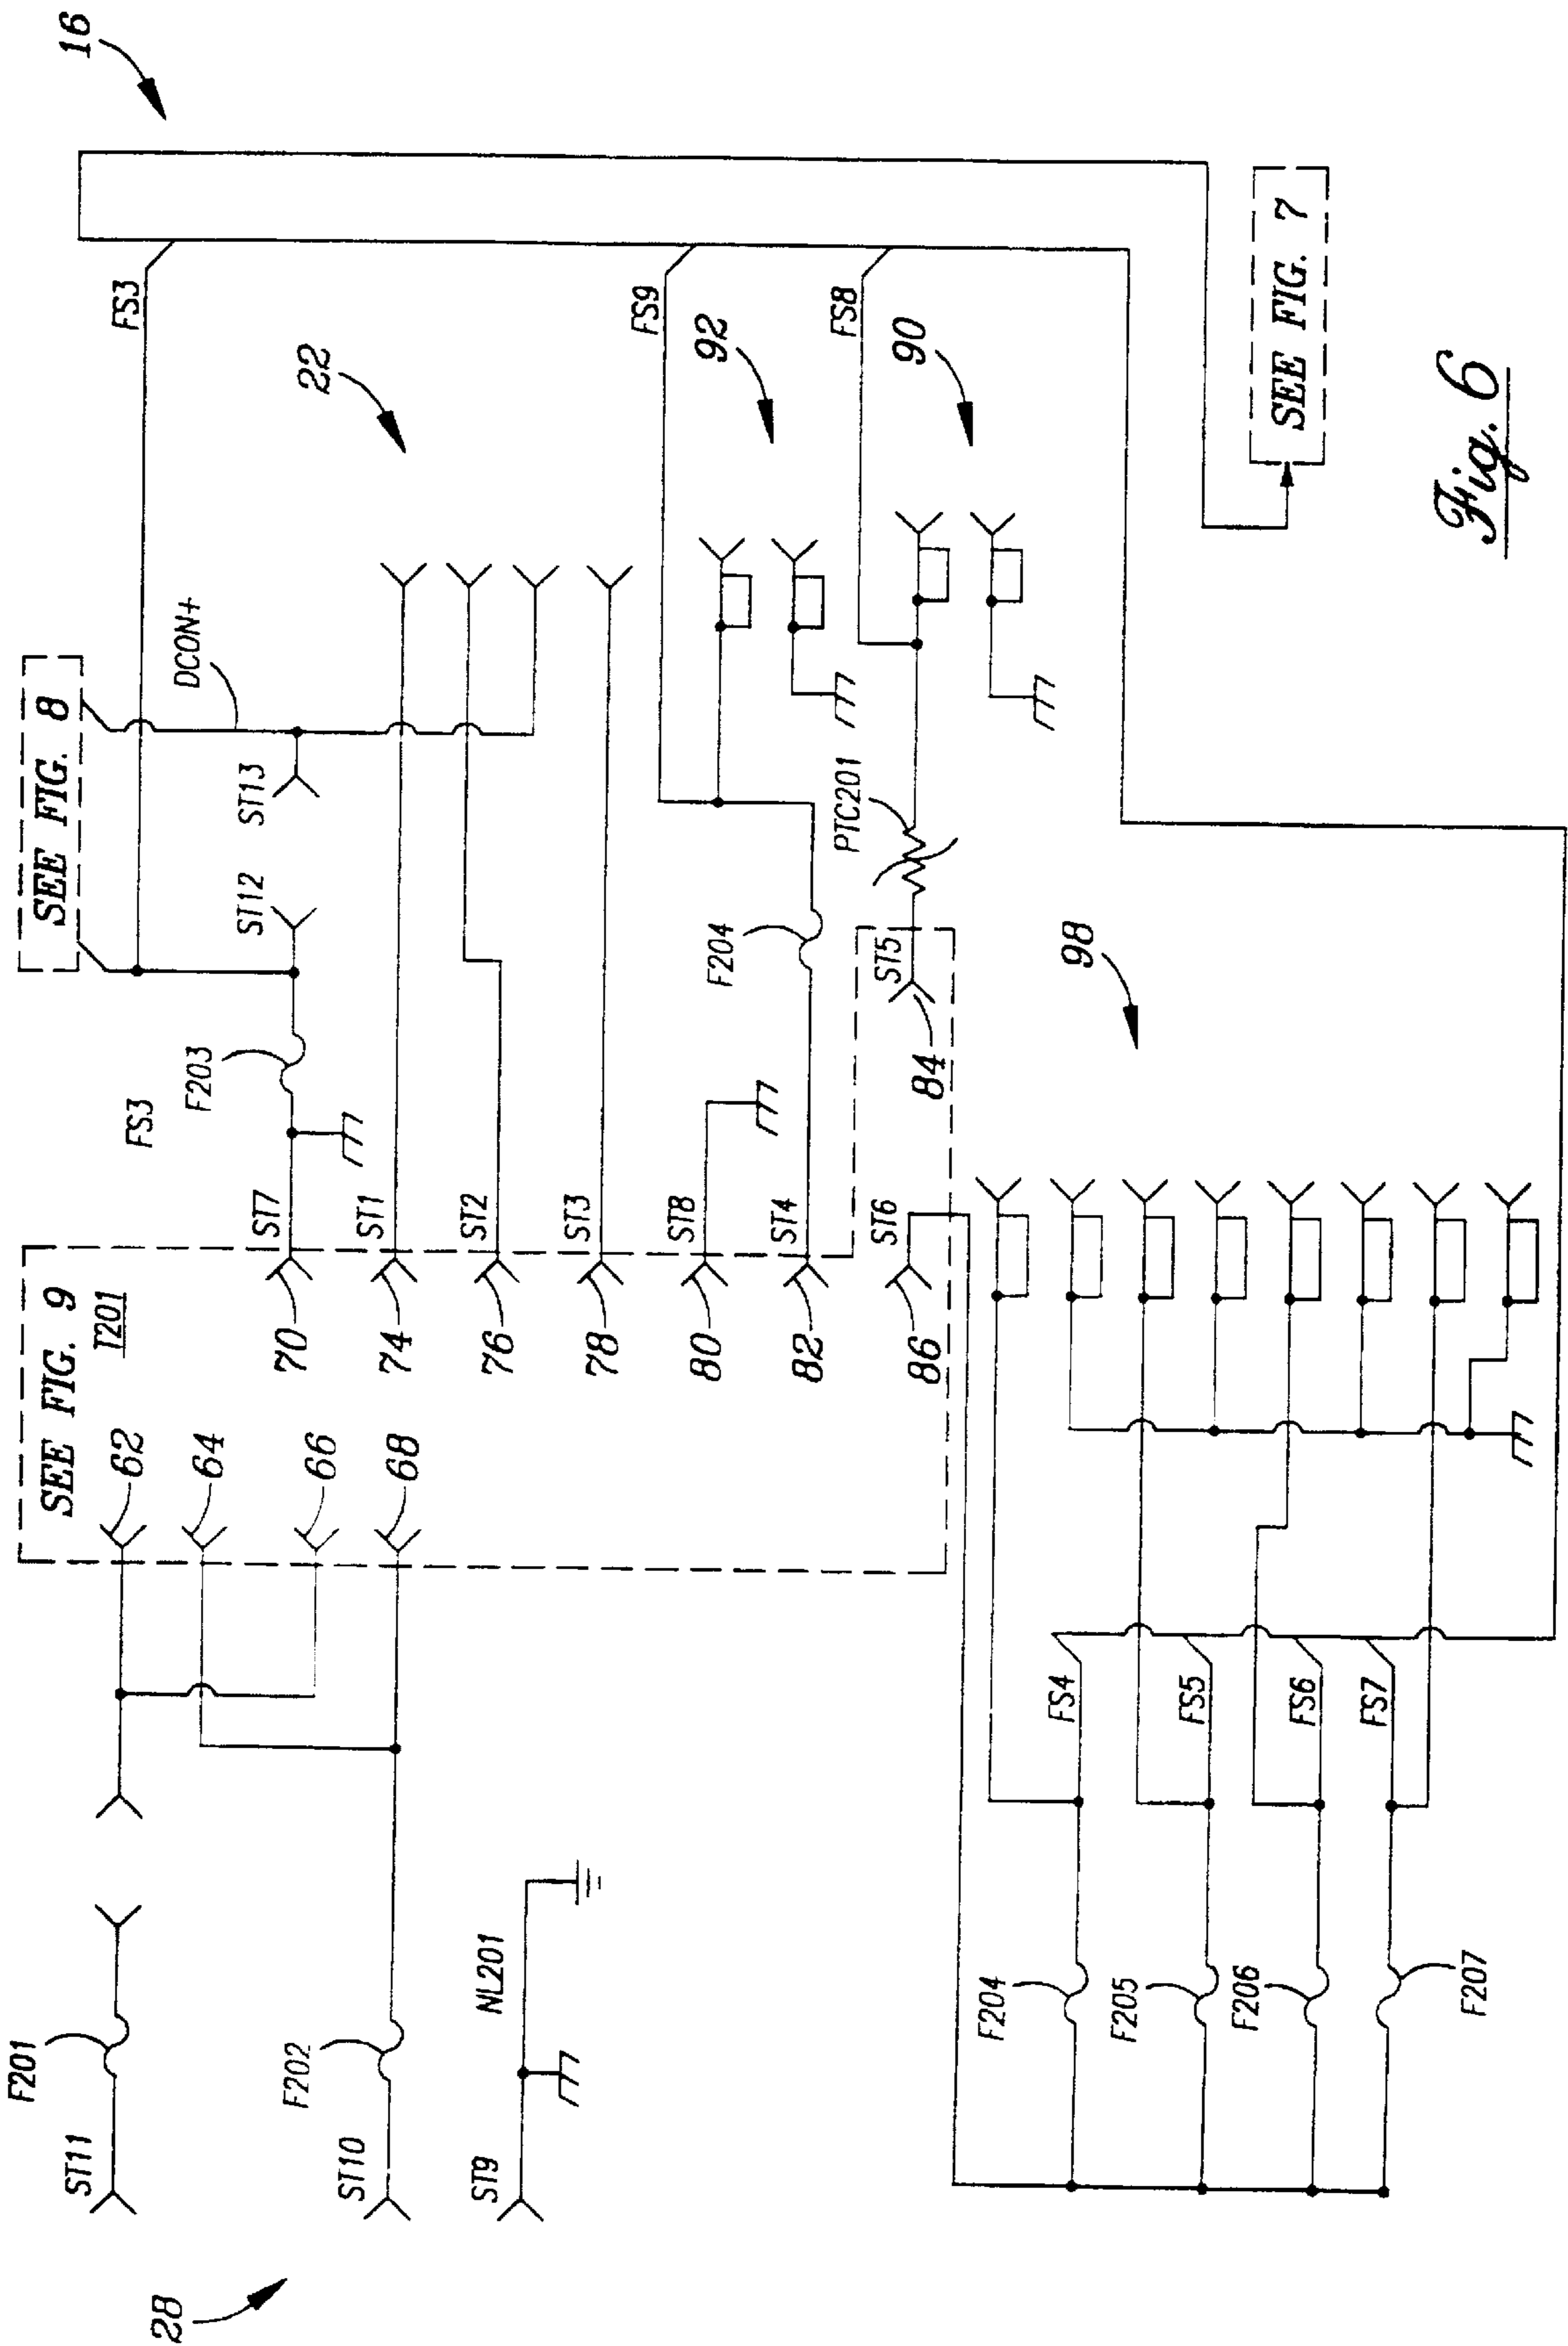 28
ST11
F201
ST10
F202
ST9
NL201
SEE FIG. 9
T201
62
64
66
68
70
74
76
78
80
82
86
84
ST7
ST1
ST2
ST3
ST8
ST4
ST6
ST5
FS3
F203
F204
SEE FIG. 8
ST12
ST13
DCON+
PTC201
FS3
22
FS9
92
FS8
90
16
98
F204
F205
F206
F207
FS4
FS5
FS6
FS7
SEE FIG. 7
Fig. 6